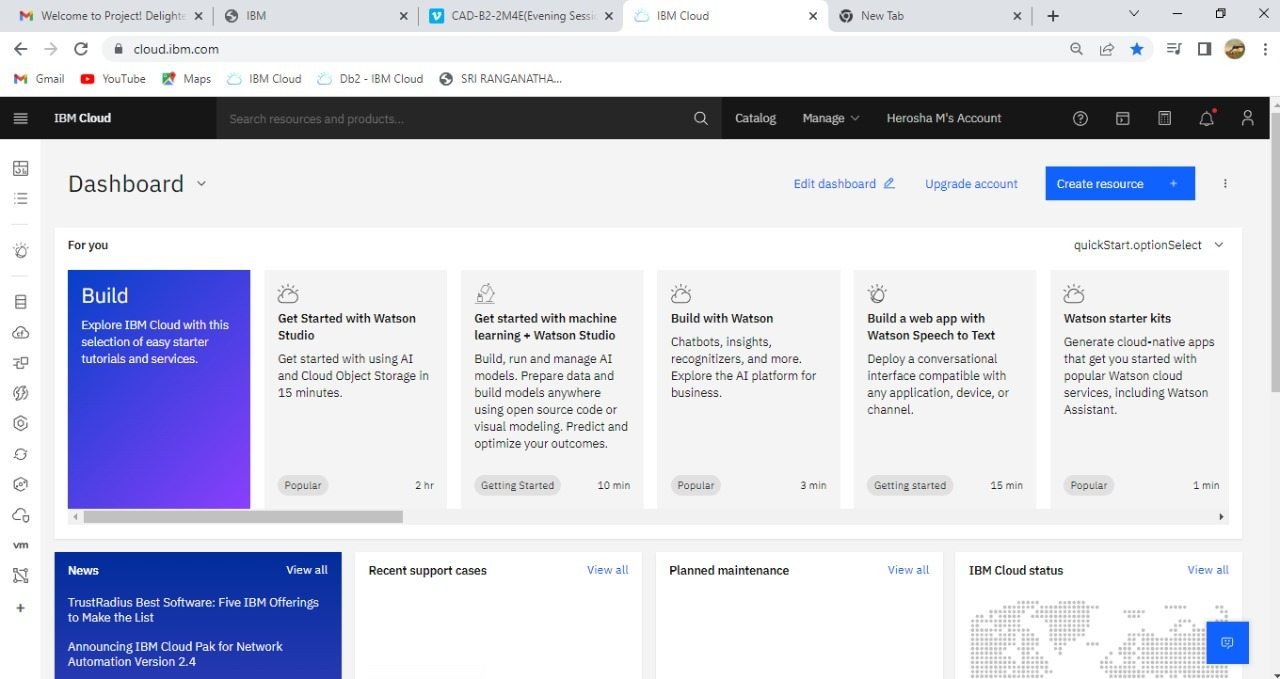 Welcome to Project! Delighte
IBM
CAD-B2-2M4E(Evening Sessi
IBM Cloud
New Tab
cloud.ibm.com
Gmail
YouTube
Maps
IBM Cloud
Db2 - IBM Cloud
SRI RANGANATHA...
IBM Cloud
Search resources and products...
Catalog
Manage
Herosha M's Account
Dashboard
Edit dashboard
Upgrade account
Create resource +
For you
quickStart.optionSelect
Build
Explore IBM Cloud with this
selection of easy starter
tutorials and services.
Get Started with Watson
Studio
Get started with using AI
and Cloud Object Storage in
15 minutes.
Popular
2 hr
Get started with machine
learning + Watson Studio
Build, run and manage AI
models. Prepare data and
build models anywhere
using open source code or
visual modeling. Predict and
optimize your outcomes.
Getting Started
10 min
Build with Watson
Chatbots, insights,
recognitizers, and more.
Explore the AI platform for
business.
Popular
3 min
Build a web app with
Watson Speech to Text
Deploy a conversational
interface compatible with
any application, device, or
channel.
Getting started
15 min
Watson starter kits
Generate cloud-native apps
that get you started with
popular Watson cloud
services, including Watson
Assistant.
Popular
1 min
vm
News
View all
TrustRadius Best Software: Five IBM Offerings
to Make the List
Announcing IBM Cloud Pak for Network
Automation Version 2.4
Recent support cases
View all
Planned maintenance
View all
IBM Cloud status
View all